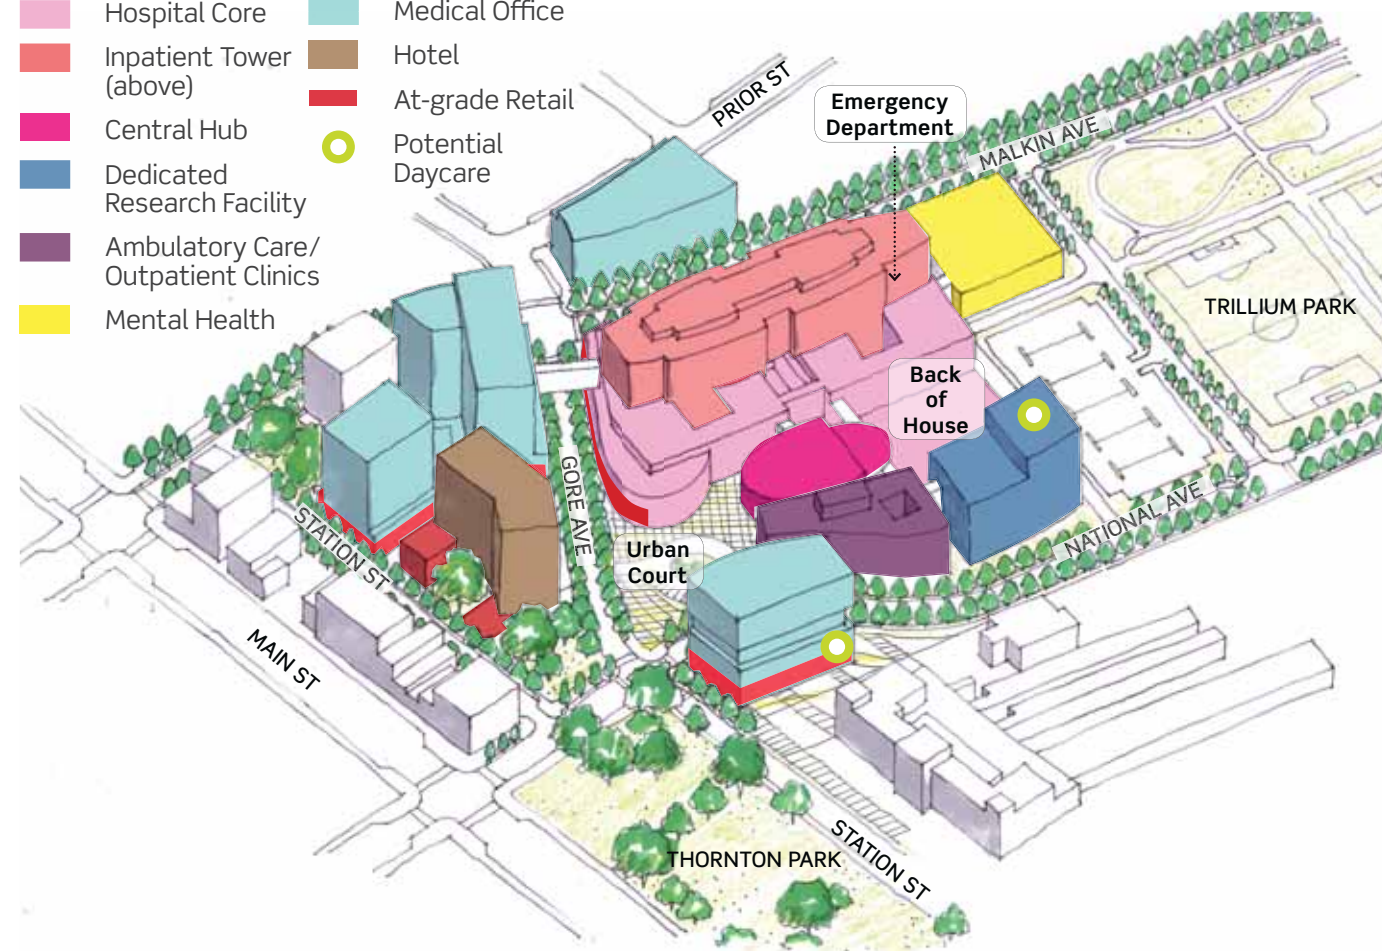 Hospital Core
Inpatient Tower
(above)
Central Hub
Dedicated
Research Facility
Ambulatory Care/
Outpatient Clinics
Mental Health
Medical Office
Hotel
At-grade Retail
Potential
Daycare
PRIOR ST
Emergency
Department
MALKIN AVE
TRILLIUM PARK
Back
of
House
GORE AVE
NATIONAL AVE
STATION ST
Urban
Court
MAIN ST
STATION ST
THORNTON PARK